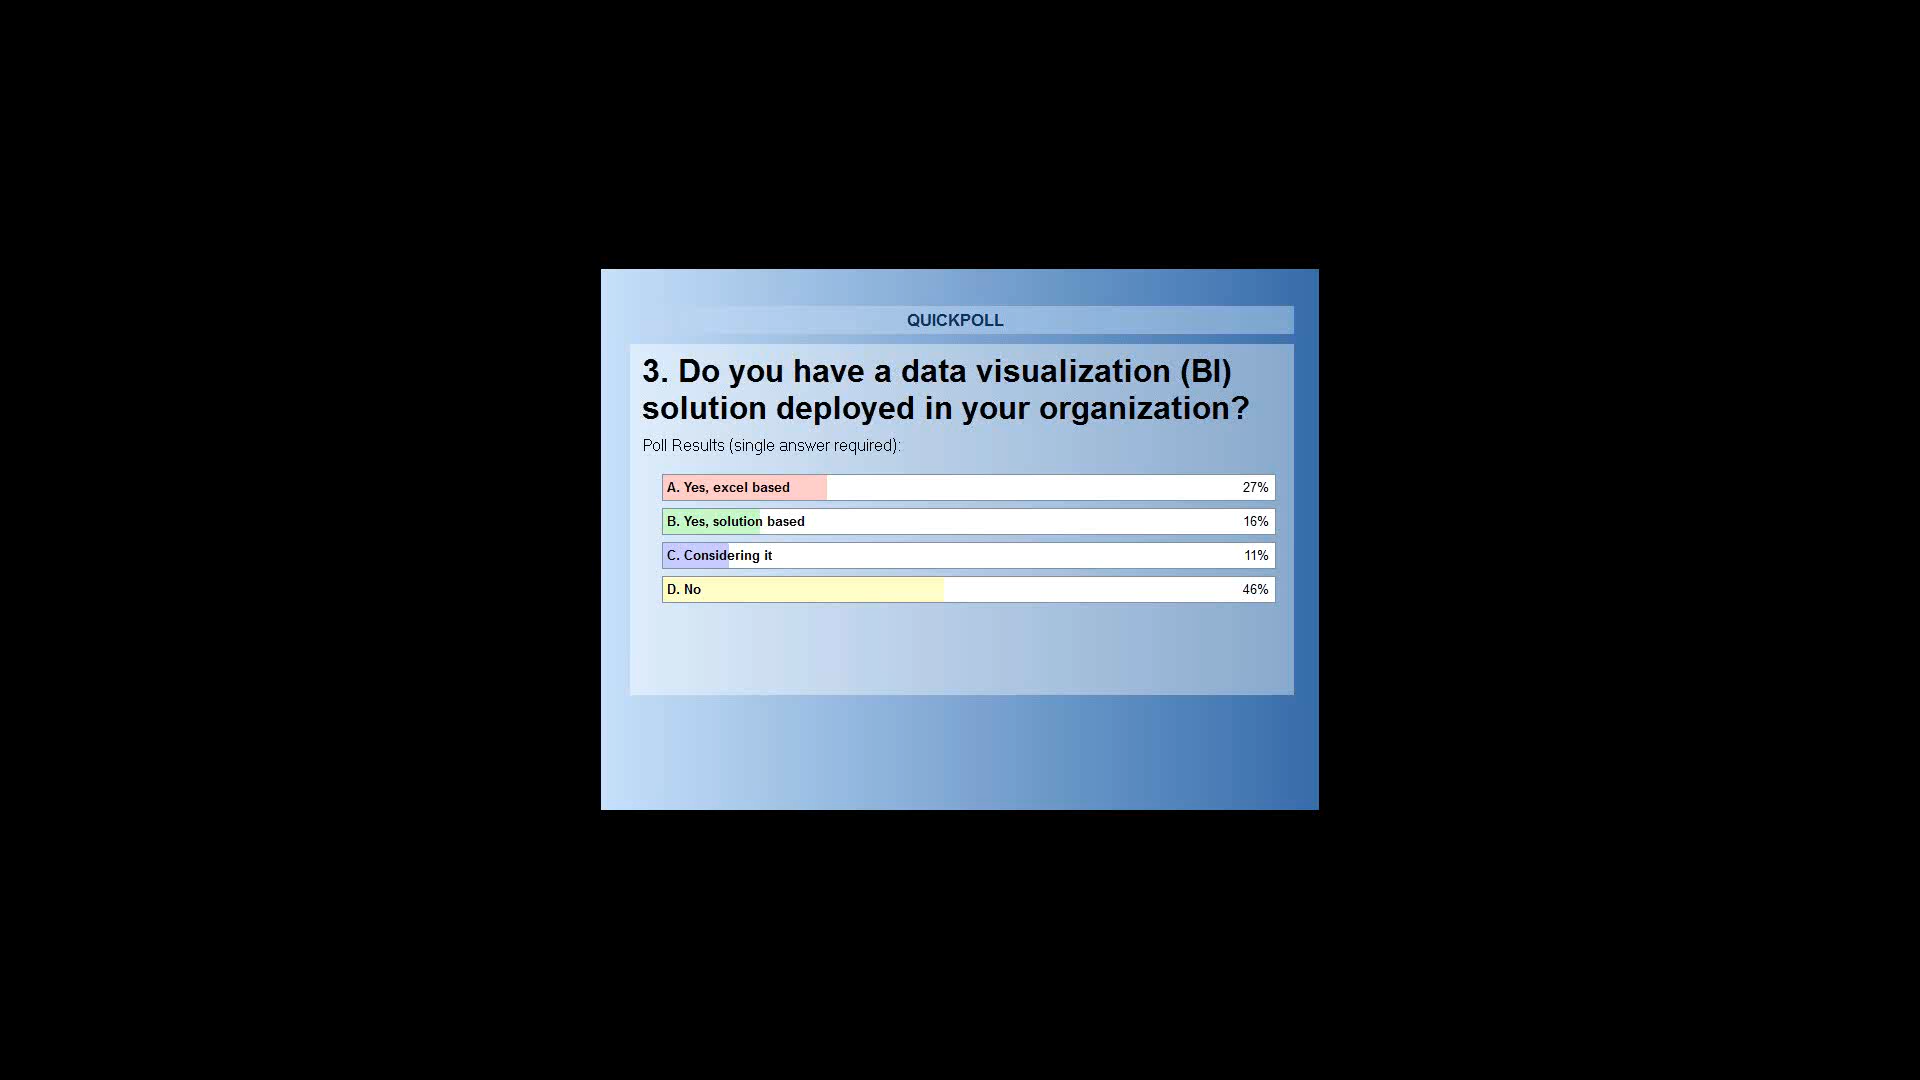 QUICKPOLL
3. Do you have a data visualization (BI)
solution deployed in your organization?
Poll Results (single answer required):
A. Yes, excel based 27%
B. Yes, solution based 16%
C. Considering it 11%
D. No 46%